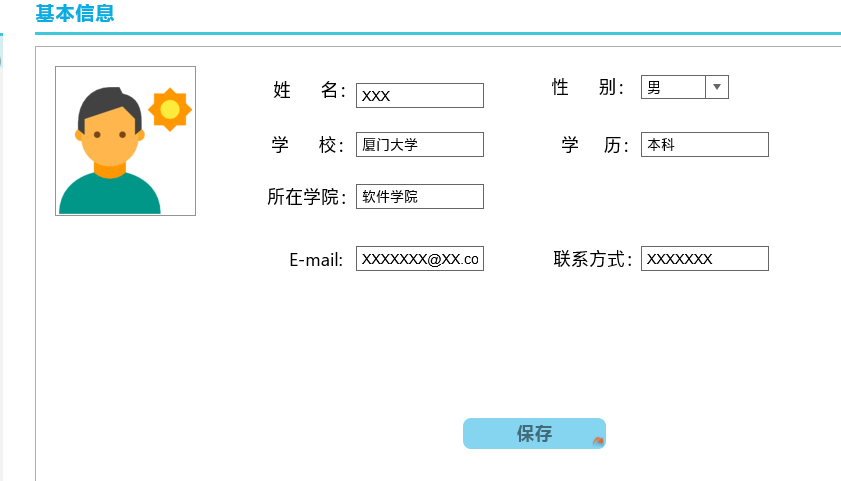 基本信息
姓 名： XXX 性 别： 男
学 校： 厦门大学 学 历： 本科
所在学院： 软件学院
E-mail: XXXXXXX@XX.co 联系方式： XXXXXXX
保存